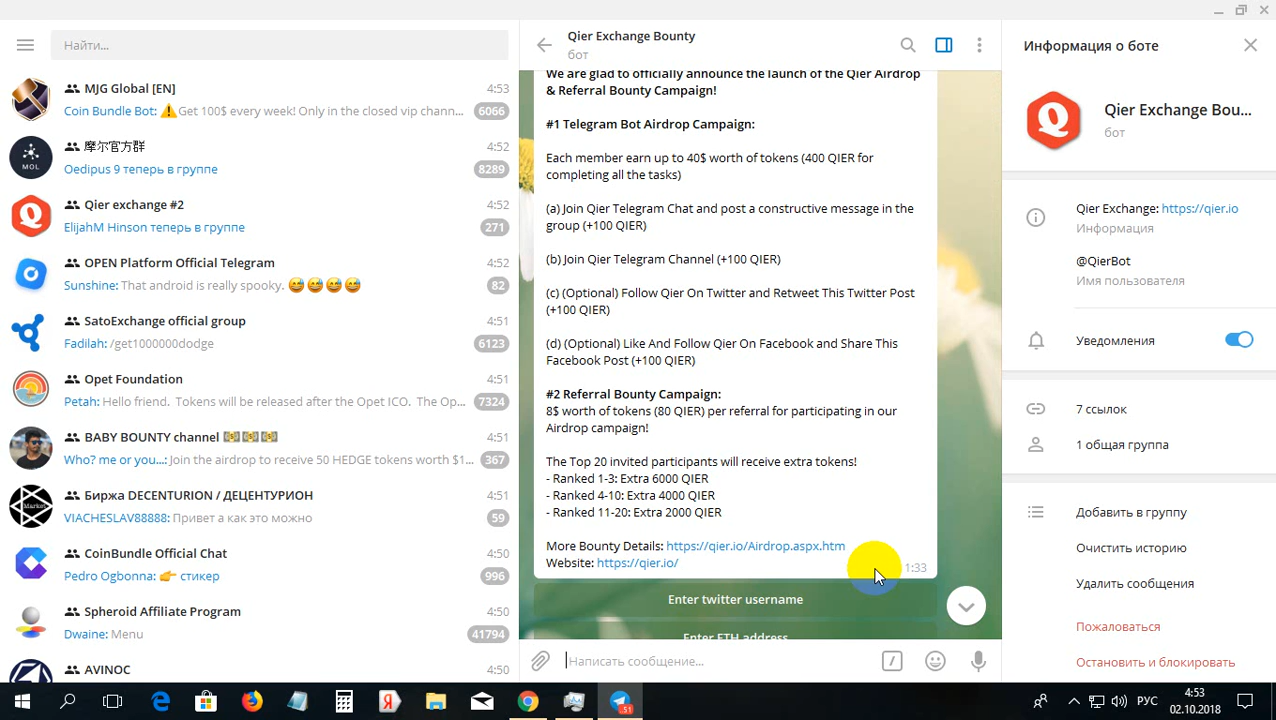 Найти...
MJG Global [EN]
4:53
Coin Bundle Bot: ⚠Get 100$ every week! Only in the closed vip chann...
6066
摩尔官方群
4:52
MOL
Oedipus 9 теперь в группе
8289
Qier exchange #2
4:52
ElijahM Hinson теперь в группе
271
OPEN Platform Official Telegram
4:52
Sunshine: That android is really spooky. 😅😅😅😅
82
SatoExchange official group
4:51
Fadilah: /get1000000dodge
6123
Opet Foundation
4:51
Petah: Hello friend. Tokens will be released after the Opet ICO. The Op...
7324
BABY BOUNTY channel 💵💵💵
4:51
Who? me or you...: Join the airdrop to receive 50 HEDGE tokens worth $1...
367
Биржа DECENTURION / ДЕЦЕНТУРИОН
4:51
Market
VIACHESLAV88888: Привет а как это можно
59
CoinBundle Official Chat
4:50
Pedro Ogbonna: 👉 стикер
996
Spheroid Affiliate Program
4:50
Dwaine: Menu
41794
AVINOC
4:50
Qier Exchange Bounty
бот
We are glad to officially announce the launch of the Qier Airdrop
& Referral Bounty Campaign!
#1 Telegram Bot Airdrop Campaign:
Each member earn up to 40$ worth of tokens (400 QIER for
completing all the tasks)
(a) Join Qier Telegram Chat and post a constructive message in the
group (+100 QIER)
(b) Join Qier Telegram Channel (+100 QIER)
(c) (Optional) Follow Qier On Twitter and Retweet This Twitter Post
(+100 QIER)
(d) (Optional) Like And Follow Qier On Facebook and Share This
Facebook Post (+100 QIER)
#2 Referral Bounty Campaign:
8$ worth of tokens (80 QIER) per referral for participating in our
Airdrop campaign!
The Top 20 invited participants will receive extra tokens!
- Ranked 1-3: Extra 6000 QIER
- Ranked 4-10: Extra 4000 QIER
- Ranked 11-20: Extra 2000 QIER
More Bounty Details: https://qier.io/Airdrop.aspx.htm
Website: https://qier.io/
1:33
Enter twitter username
Enter ETH address
Написать сообщение...
Информация о боте
Qier Exchange Bou...
бот
Qier Exchange: https://qier.io
Информация
@QierBot
Имя пользователя
Уведомления
7 ссылок
1 общая группа
Добавить в группу
Очистить историю
Удалить сообщения
Пожаловаться
Остановить и блокировать
51
РУС
4:53
02.10.2018